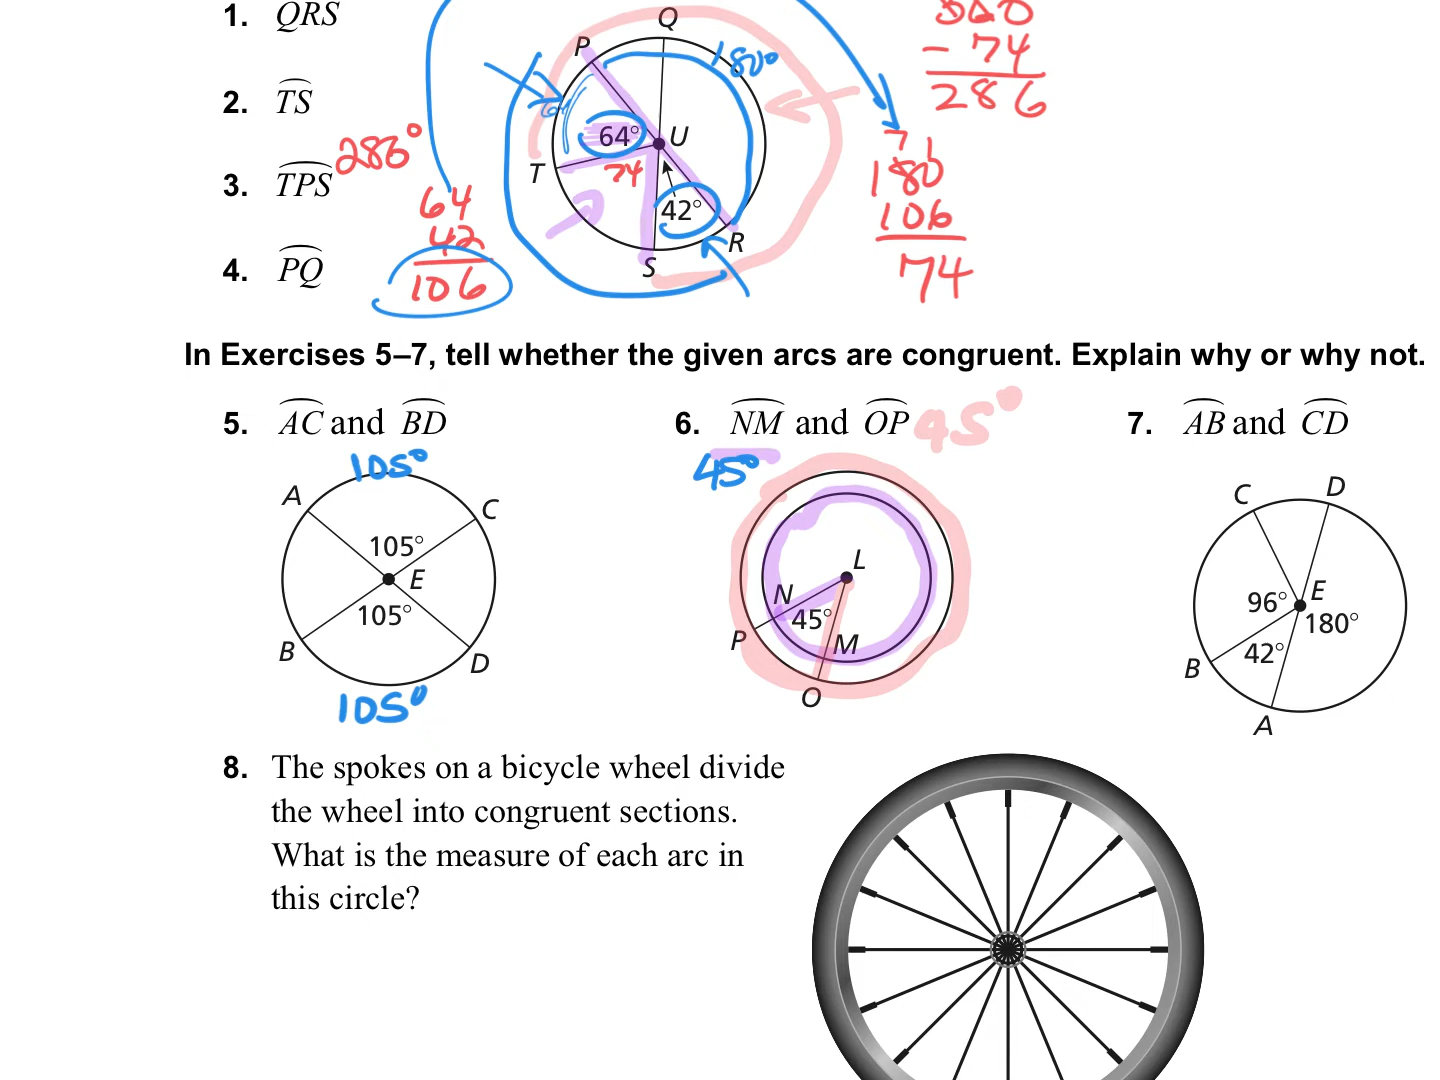 1. QRS
2. TS
3. TPS 286°
4. PQ
64
42
106
P
Q
180°
64°
U
T
74
42°
R
S
360
- 74
286
7 1
180
106
74
In Exercises 5–7, tell whether the given arcs are congruent. Explain why or why not.
5. AC and BD
105°
A
C
105°
E
105°
B
D
105°
6. NM and OP 45°
45°
L
N
45°
P
M
O
7. AB and CD
C
D
96°
E
180°
42°
B
A
8. The spokes on a bicycle wheel divide
the wheel into congruent sections.
What is the measure of each arc in
this circle?